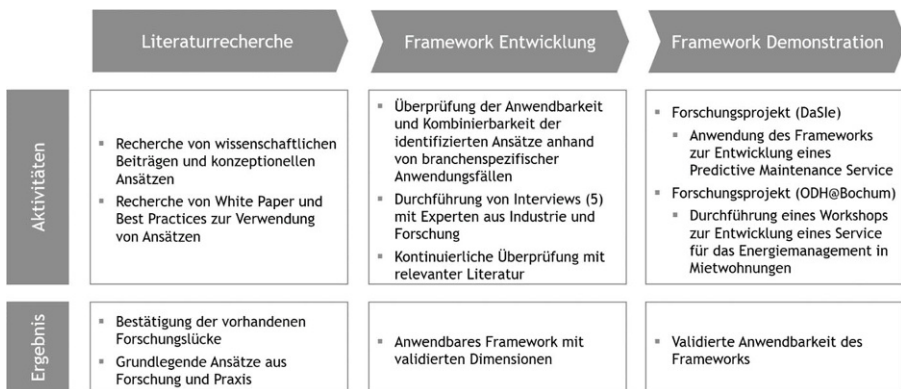 Literaturrecherche
Framework Entwicklung
Framework Demonstration
Aktivitäten
Recherche von wissenschaftlichen
Beiträgen und konzeptionellen
Ansätzen
Recherche von White Paper und
Best Practices zur Verwendung
von Ansätzen
Überprüfung der Anwendbarkeit
und Kombinierbarkeit der
identifizierten Ansätze anhand
von branchenspezifischer
Anwendungsfällen
Durchführung von Interviews (5)
mit Experten aus Industrie und
Forschung
Kontinuierliche Überprüfung mit
relevanter Literatur
Forschungsprojekt (DaSIe)
Anwendung des Frameworks
zur Entwicklung eines
Predictive Maintenance Service
Forschungsprojekt (ODH@Bochum)
Durchführung eines Workshops
zur Entwicklung eines Service
für das Energiemanagement in
Mietwohnungen
Ergebnis
Bestätigung der vorhandenen
Forschungslücke
Grundlegende Ansätze aus
Forschung und Praxis
Anwendbares Framework mit
validierten Dimensionen
Validierte Anwendbarkeit des
Frameworks